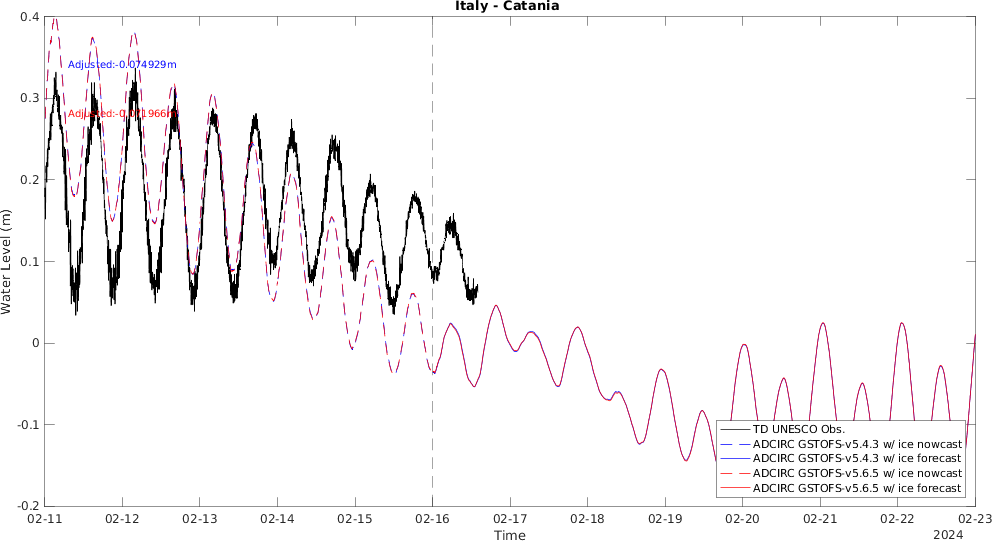 Italy - Catania
Water Level (m)
0.4
0.3
0.2
0.1
0
-0.1
-0.2
Adjusted:-0.074929m
TD UNESCO Obs.
ADCIRC GSTOFS-v5.4.3 w/ ice nowcast
ADCIRC GSTOFS-v5.4.3 w/ ice forecast
ADCIRC GSTOFS-v5.6.5 w/ ice nowcast
ADCIRC GSTOFS-v5.6.5 w/ ice forecast
02-11 02-12 02-13 02-14 02-15 02-16 02-17 02-18 02-19 02-20 02-21 02-22 02-23
Time
2024